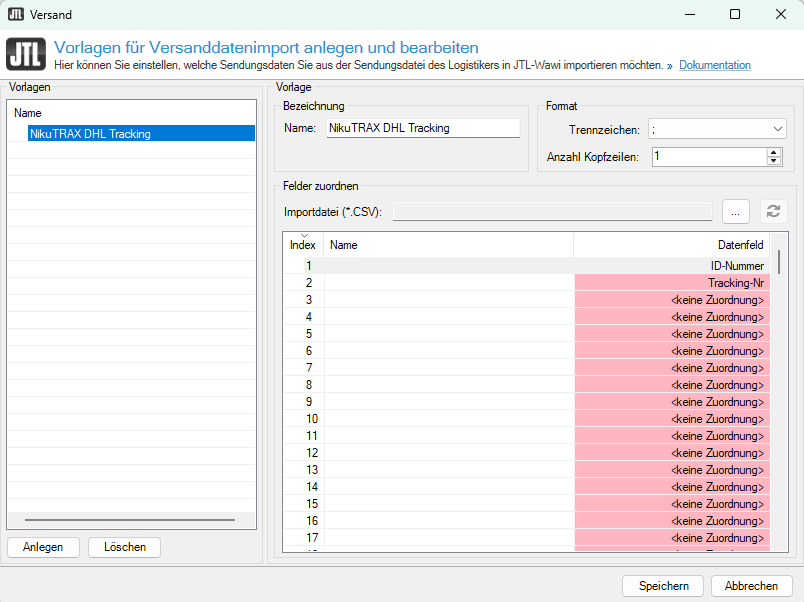 JTL Versand
JTL
Vorlagen für Versanddatenimport anlegen und bearbeiten
Hier können Sie einstellen, welche Sendungsdaten Sie aus der Sendungsdatei des Logistikers in JTL-Wawi importieren möchten. » Dokumentation
Vorlagen
Name
NikuTRAX DHL Tracking
Anlegen Löschen
Vorlage
Bezeichnung
Name: NikuTRAX DHL Tracking
Format
Trennzeichen: ;
Anzahl Kopfzeilen: 1
Felder zuordnen
Importdatei (*.CSV): ...
Index Name Datenfeld
1 ID-Nummer
2 Tracking-Nr
3 <keine Zuordnung>
4 <keine Zuordnung>
5 <keine Zuordnung>
6 <keine Zuordnung>
7 <keine Zuordnung>
8 <keine Zuordnung>
9 <keine Zuordnung>
10 <keine Zuordnung>
11 <keine Zuordnung>
12 <keine Zuordnung>
13 <keine Zuordnung>
14 <keine Zuordnung>
15 <keine Zuordnung>
16 <keine Zuordnung>
17 <keine Zuordnung>
Speichern Abbrechen